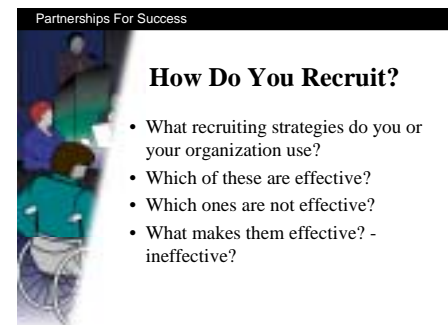 Partnerships For Success
How Do You Recruit?
• What recruiting strategies do you or
your organization use?
• Which of these are effective?
• Which ones are not effective?
• What makes them effective? -
ineffective?